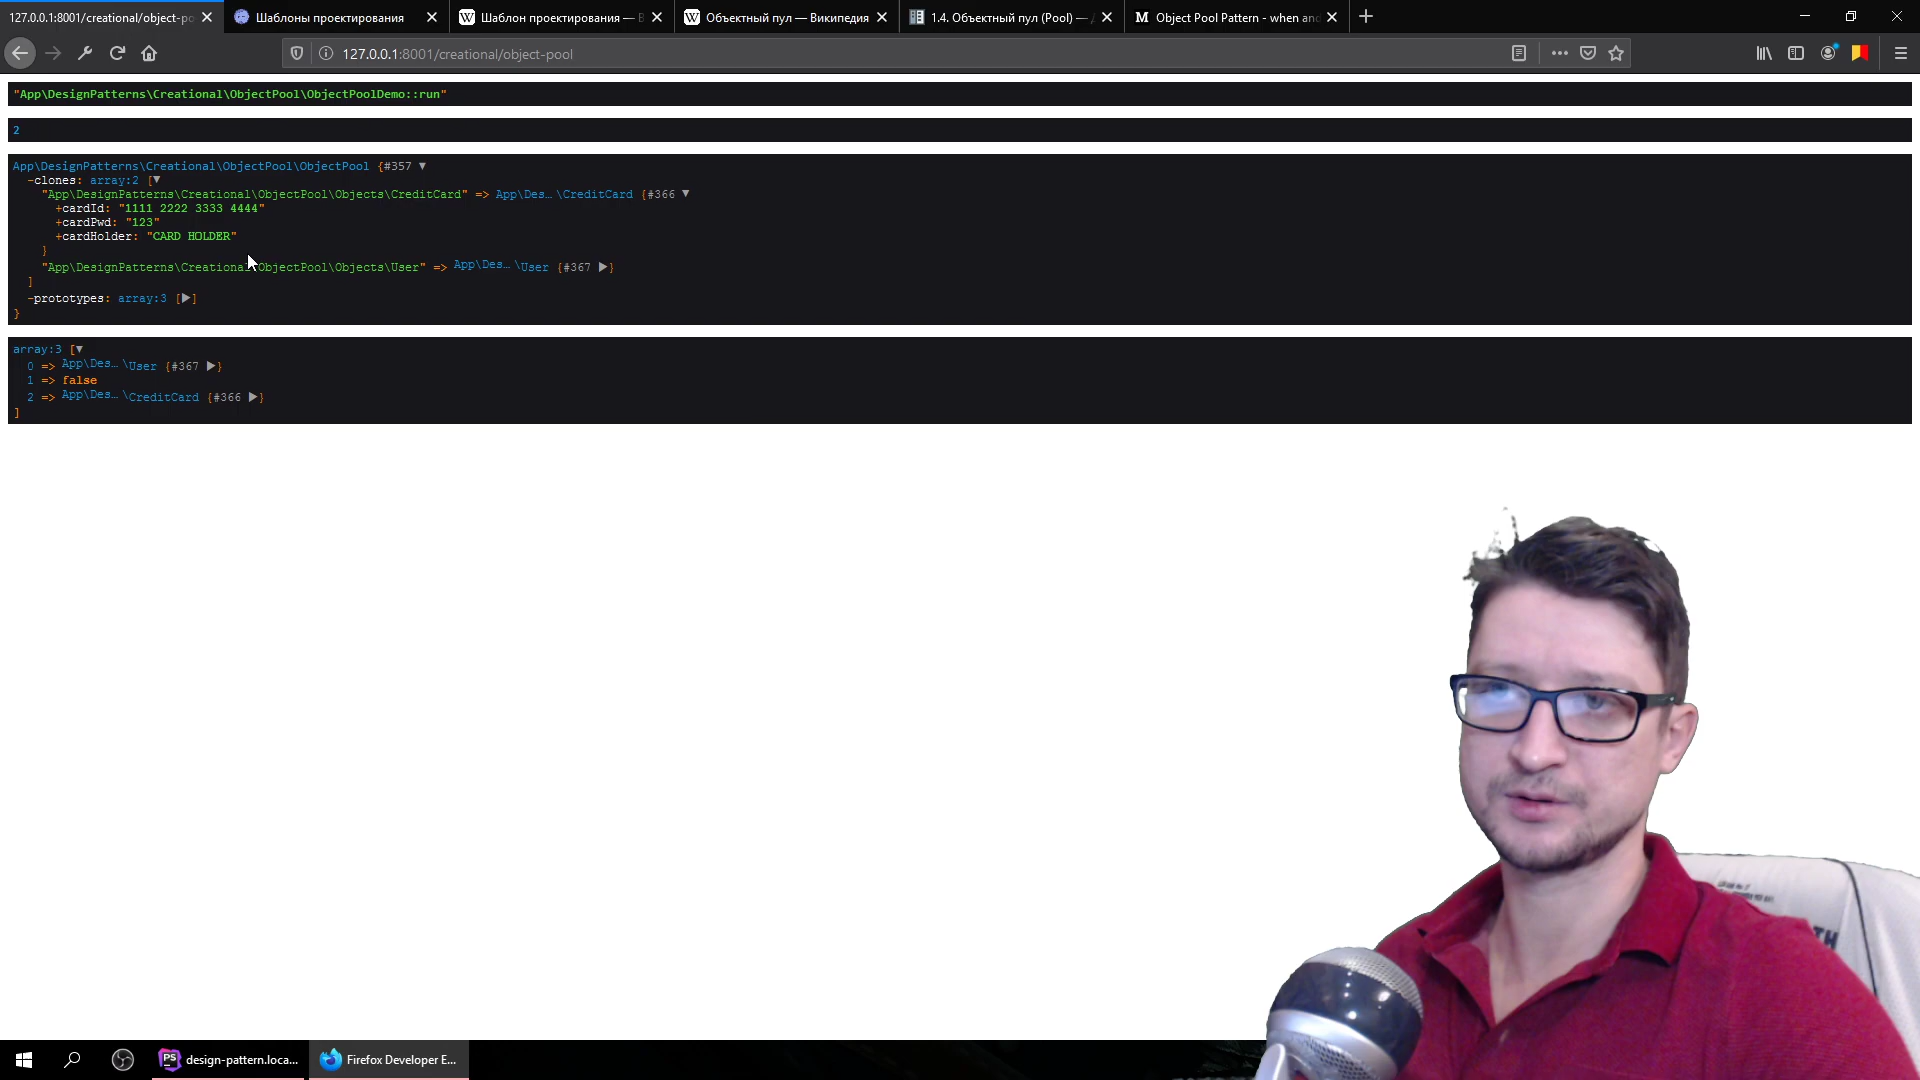 127.0.0.1:8001/creational/object-po
Шаблоны проектирования
Шаблон проектирования — В
Объектный пул — Википедия
1.4. Объектный пул (Pool) —
Object Pool Pattern - when and
127.0.0.1:8001/creational/object-pool
"App\DesignPatterns\Creational\ObjectPool\ObjectPoolDemo::run"
2
App\DesignPatterns\Creational\ObjectPool\ObjectPool {#357 ▼
-clones: array:2 [▼
"App\DesignPatterns\Creational\ObjectPool\Objects\CreditCard" => App\Des…\CreditCard {#366 ▼
+cardId: "1111 2222 3333 4444"
+cardPwd: "123"
+cardHolder: "CARD HOLDER"
}
"App\DesignPatterns\Creational\ObjectPool\Objects\User" => App\Des…\User {#367 ▶}
]
-prototypes: array:3 [▶]
}
array:3 [▼
0 => App\Des…\User {#367 ▶}
1 => false
2 => App\Des…\CreditCard {#366 ▶}
]
PS design-pattern.loca...
Firefox Developer E...